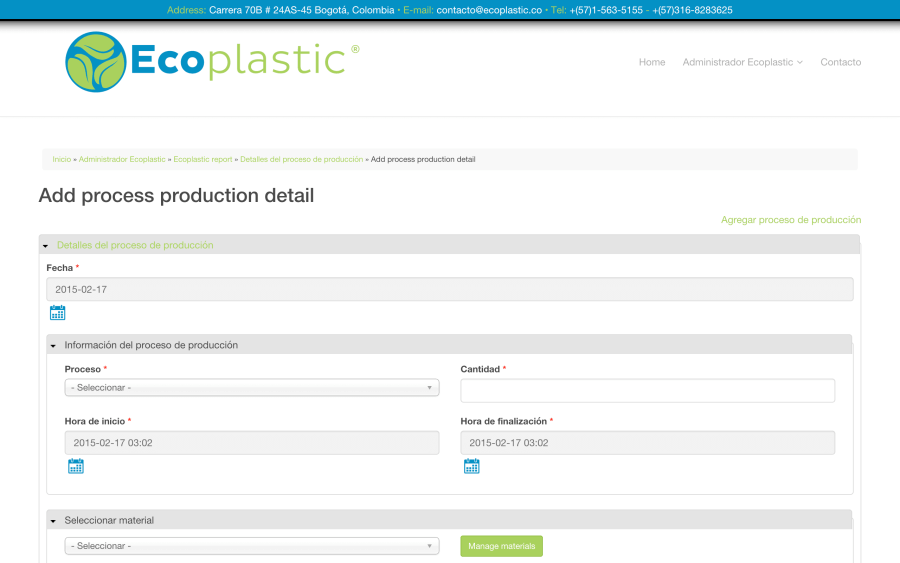 Address: Carrera 70B # 24AS-45 Bogotá, Colombia • E-mail: contacto@ecoplastic.co • Tel: +(57)1-563-5155 - +(57)316-8283625
Ecoplastic®
Home Administrador Ecoplastic Contacto
Inicio » Administrador Ecoplastic » Ecoplastic report » Detalles del proceso de producción » Add process production detail
Add process production detail
Agregar proceso de producción
Detalles del proceso de producción
Fecha *
2015-02-17
Información del proceso de producción
Proceso * Cantidad *
- Seleccionar -
Hora de inicio * Hora de finalización *
2015-02-17 03:02 2015-02-17 03:02
Seleccionar material
- Seleccionar - Manage materials